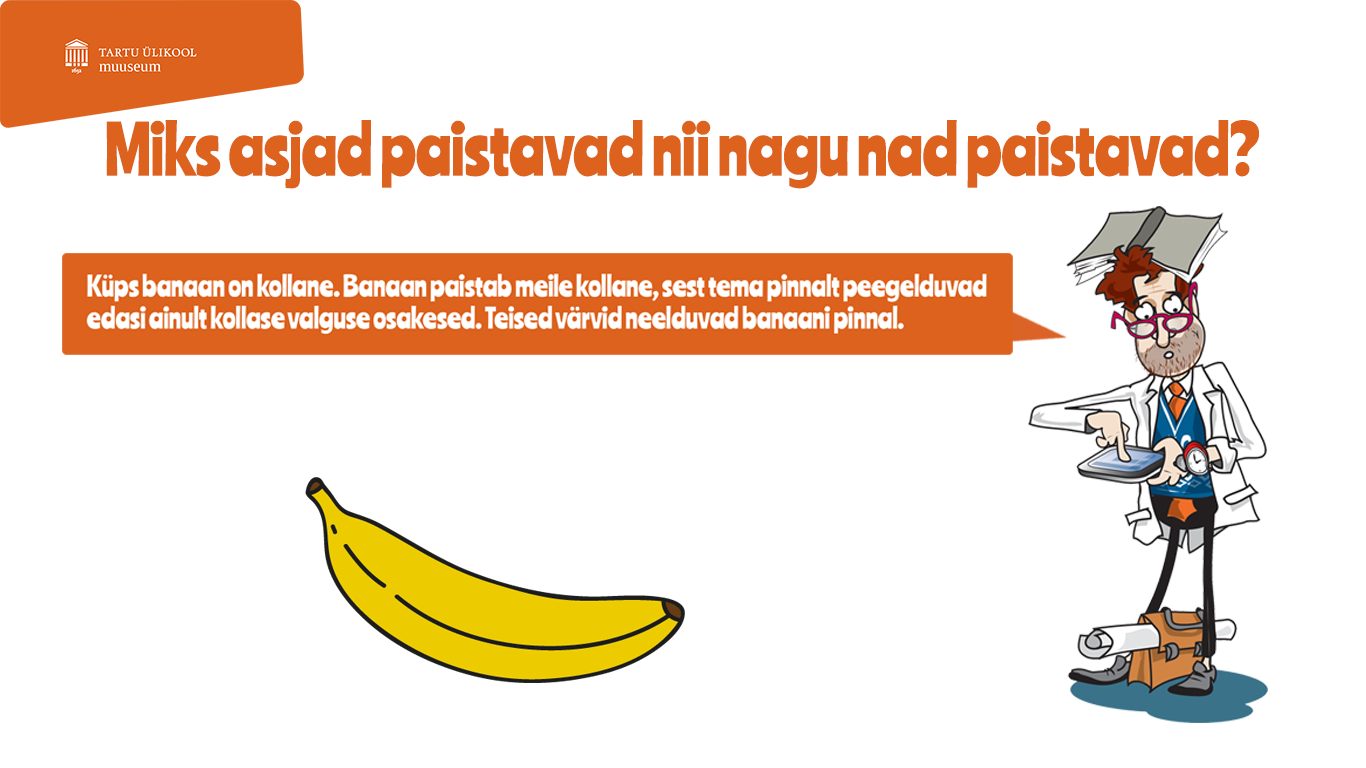 TARTU ÜLIKOOL
muuseum
1632
Miks asjad paistavad nii nagu nad paistavad?
Küps banaan on kollane. Banaan paistab meile kollane, sest tema pinnalt peegelduvad
edasi ainult kollase valguse osakesed. Teised värvid neelduvad banaani pinnal.